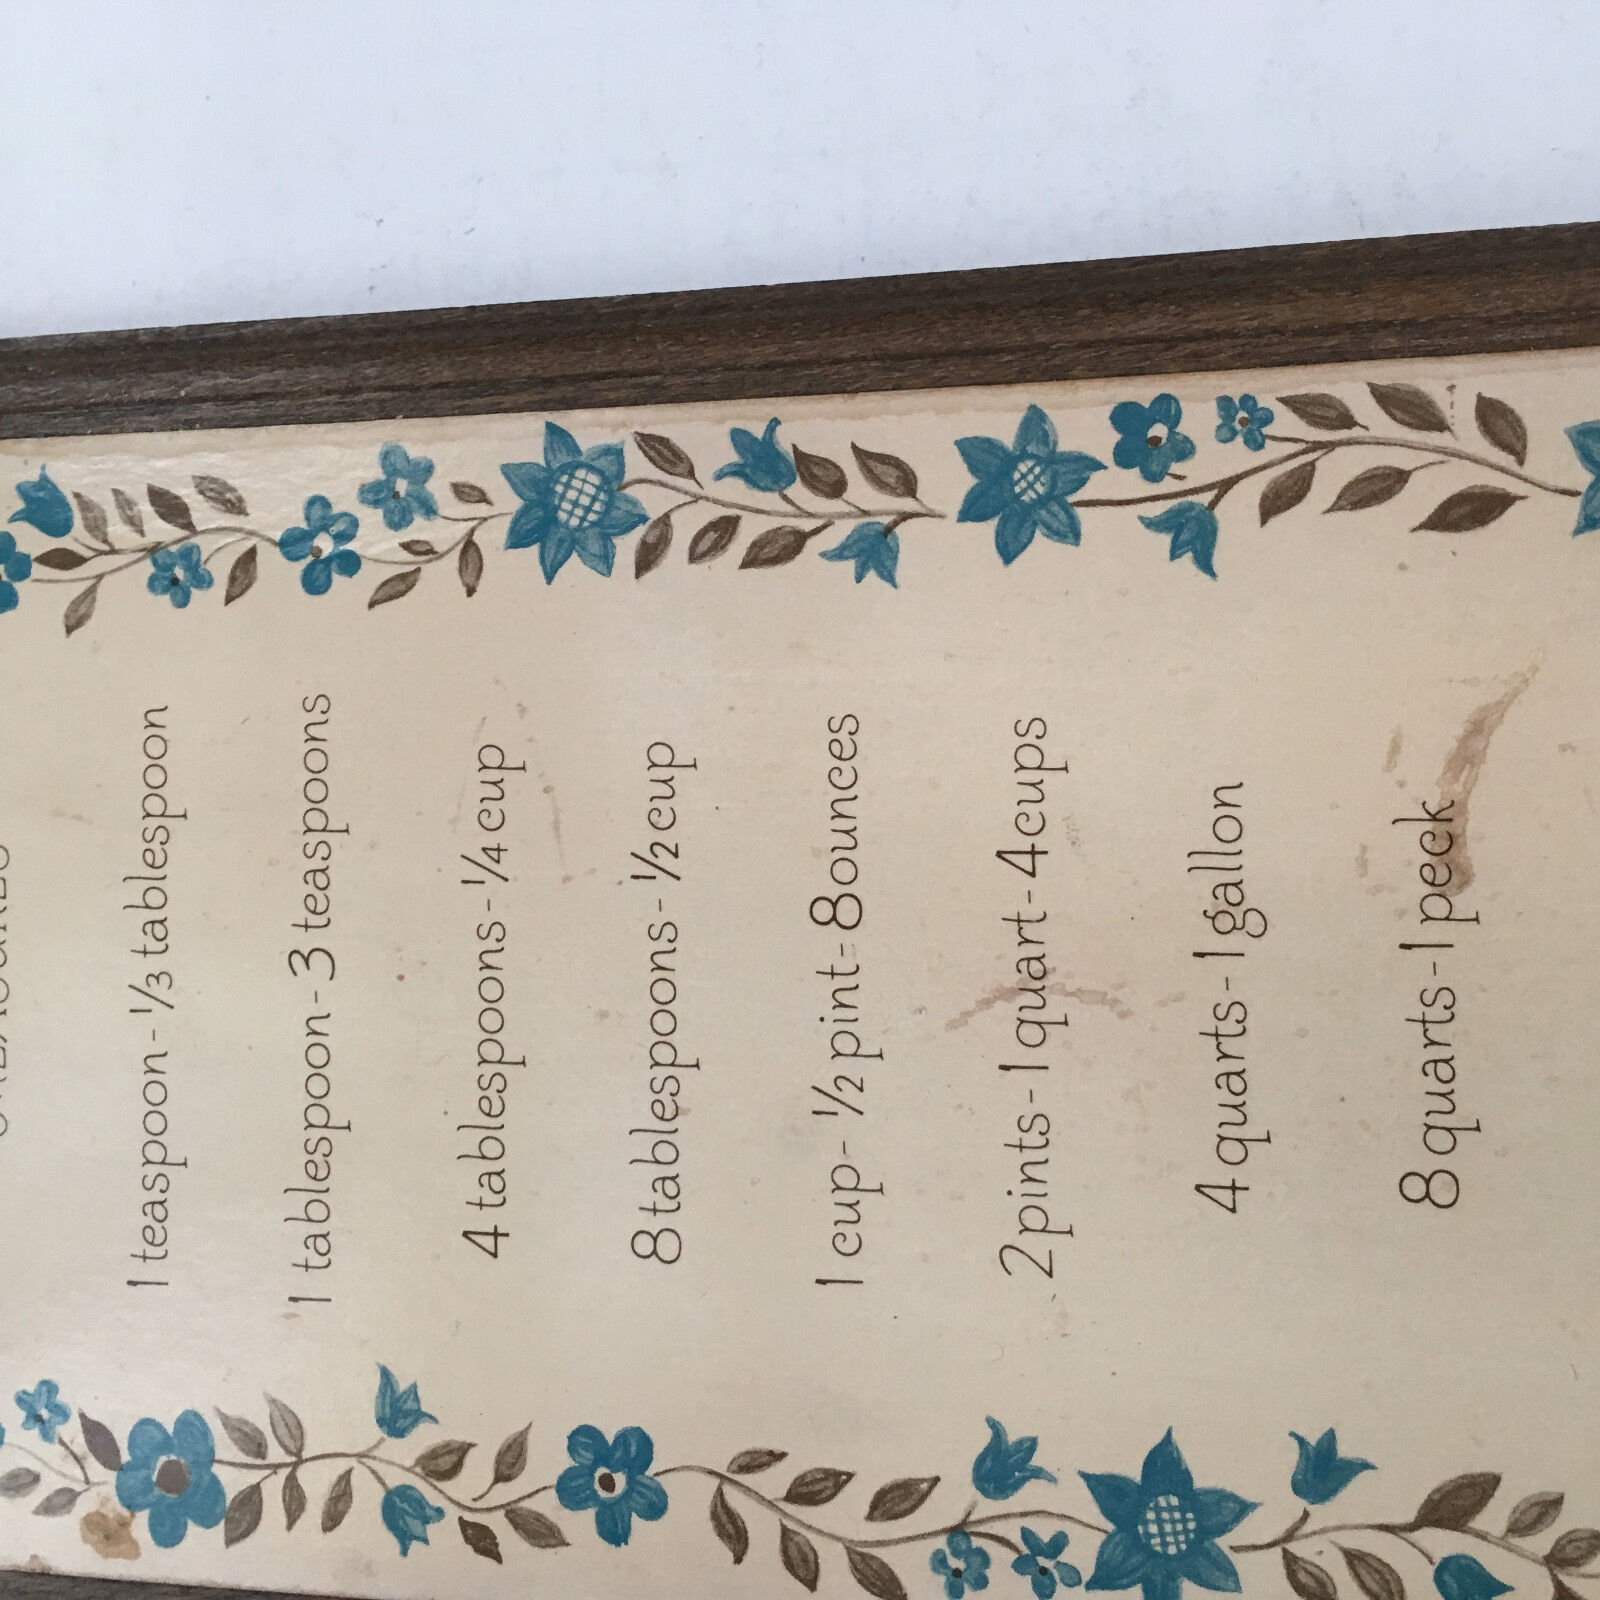 1 teaspoon - 1/3 tablespoon
1 tablespoon - 3 teaspoons
4 tablespoons - 1/4 cup
8 tablespoons - 1/2 cup
1 cup - 1/2 pint = 8 ounces
2 pints - 1 quart - 4 cups
4 quarts - 1 gallon
8 quarts - 1 peck